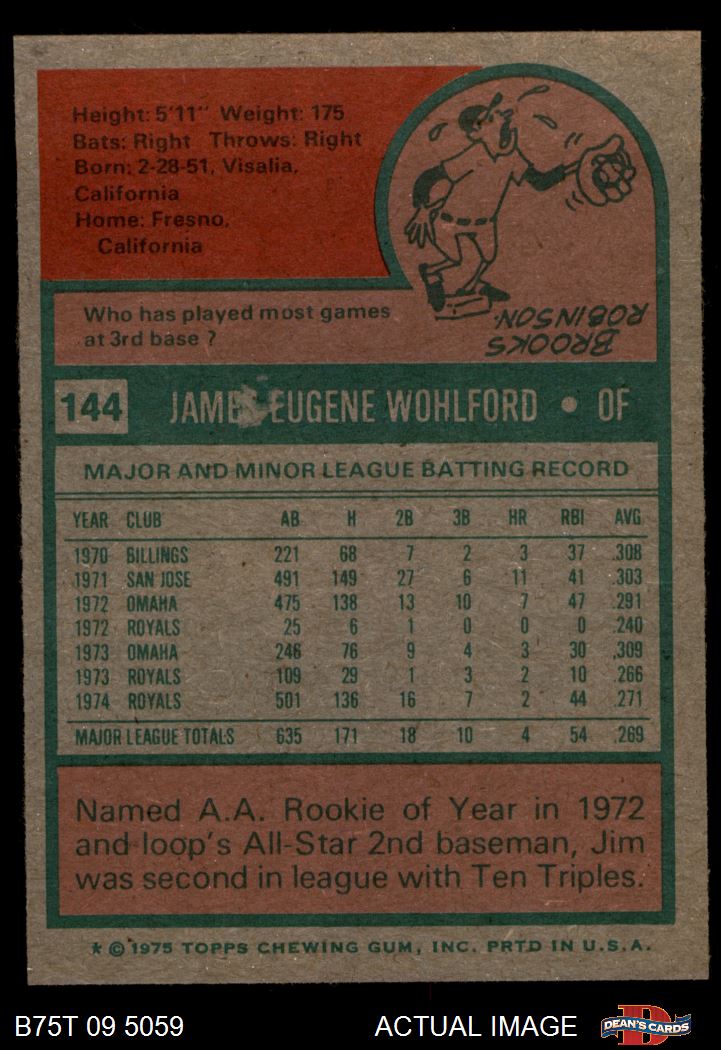 Height: 5'11" Weight: 175
Bats: Right Throws: Right
Born: 2-28-51, Visalia,
California
Home: Fresno,
California
Who has played most games
at 3rd base ?
BROOKS
ROBINSON.
144 JAMES EUGENE WOHLFORD • OF
MAJOR AND MINOR LEAGUE BATTING RECORD
YEAR CLUB AB H 2B 3B HR RBI AVG
1970 BILLINGS 221 68 7 2 3 37 .308
1971 SAN JOSE 491 149 27 6 11 41 .303
1972 OMAHA 475 138 13 10 7 47 .291
1972 ROYALS 25 6 1 0 0 0 .240
1973 OMAHA 246 76 9 4 3 30 .309
1973 ROYALS 109 29 1 3 2 10 .266
1974 ROYALS 501 136 16 7 2 44 .271
MAJOR LEAGUE TOTALS 635 171 18 10 4 54 .269
Named A.A. Rookie of Year in 1972
and loop's All-Star 2nd baseman, Jim
was second in league with Ten Triples.
* © 1975 TOPPS CHEWING GUM, INC. PRTD IN U.S.A.
B75T 09 5059 ACTUAL IMAGE D DEAN'S CARDS